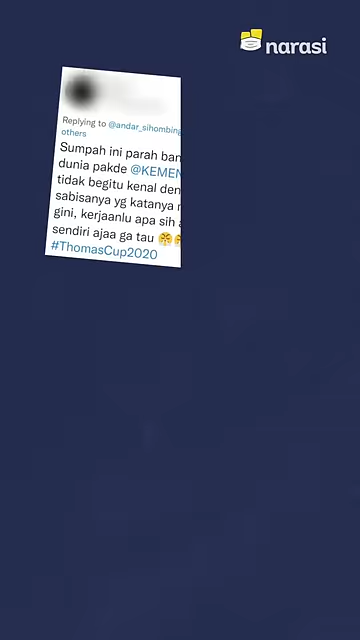 narasi
Replying to @andar_sihombing
others
Sumpah ini parah ban
dunia pakde @KEMEN
tidak begitu kenal den
sabisanya yg katanya
gini, kerjaanlu apa sih
sendiri ajaa ga tau 😤
#ThomasCup2020